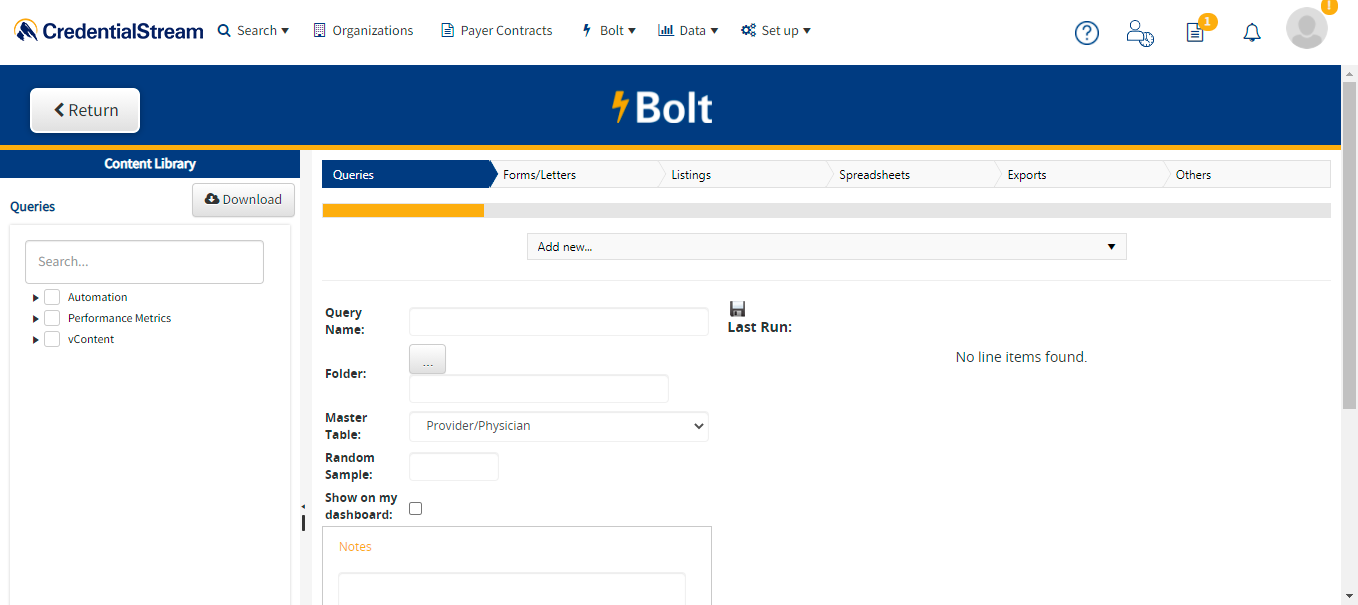 CredentialStream
Search
Organizations
Payer Contracts
Bolt
Data
Set up
1
!
Return
Bolt
Content Library
Queries
Download
Search...
Automation
Performance Metrics
vContent
Queries
Forms/Letters
Listings
Spreadsheets
Exports
Others
Add new...
Query
Name:
Folder:
...
Master
Table:
Provider/Physician
Random
Sample:
Show on my
dashboard:
Notes
Last Run:
No line items found.